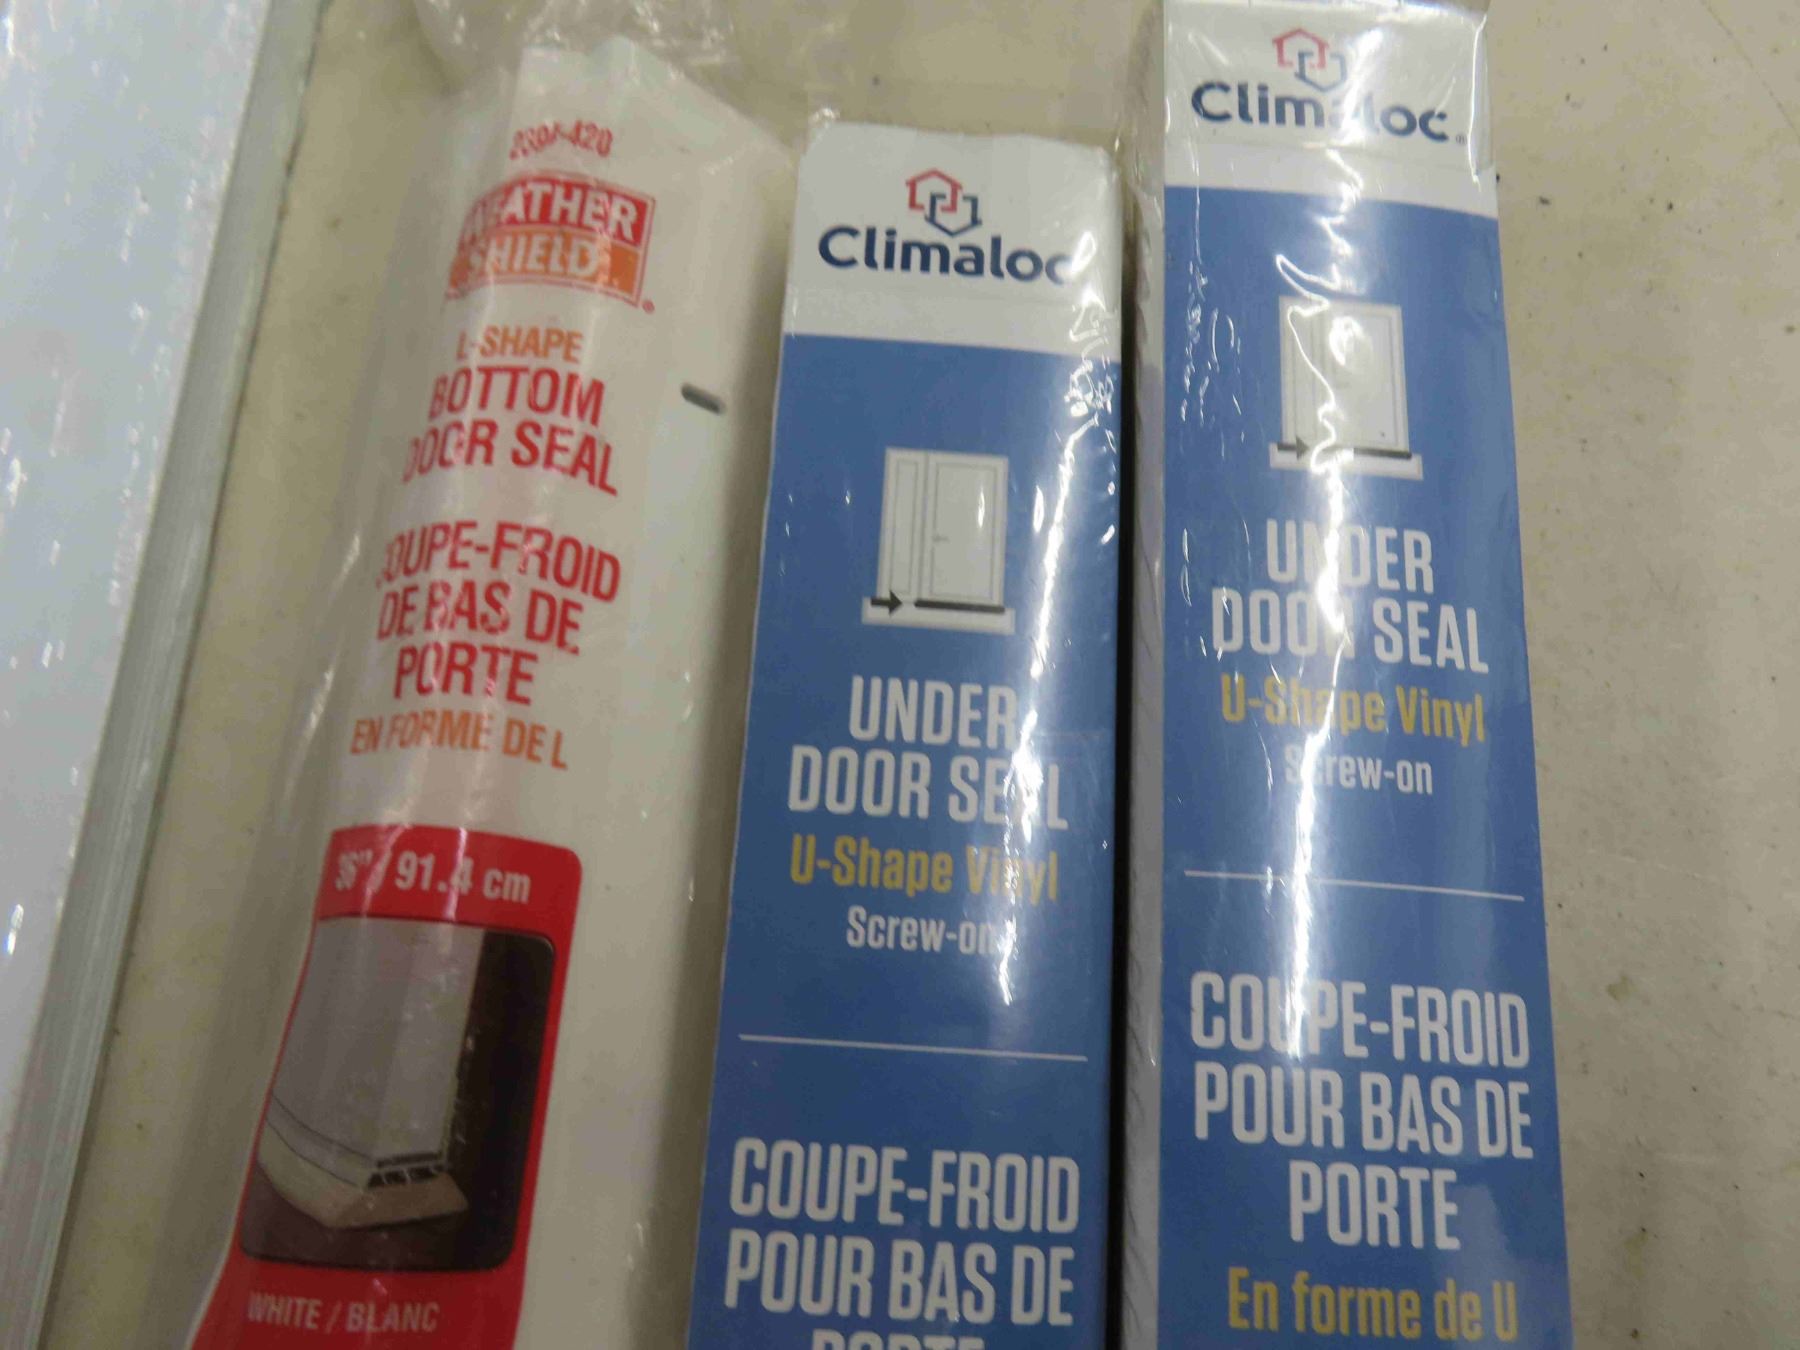 WEATHER
SHIELD
L-SHAPE
BOTTOM
DOOR SEAL
COUPE-FROID
DE BAS DE
PORTE
EN FORME DE L
36" / 91.4 cm
WHITE / BLANC
Climaloc
UNDER
DOOR SEAL
U-Shape Vinyl
Screw-on
COUPE-FROID
POUR BAS DE
PORTE
Climaloc
UNDER
DOOR SEAL
U-Shape Vinyl
Screw-on
COUPE-FROID
POUR BAS DE
PORTE
En forme de U